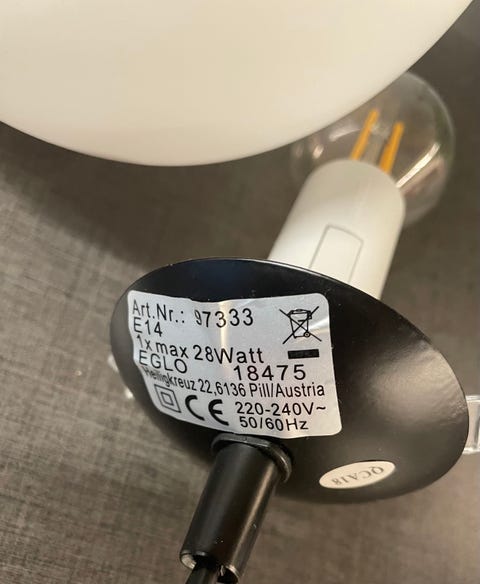 Art.Nr.: 97333
E14
1x max 28Watt
EGLO 18475
Heiligkreuz 22,6136 Pill/Austria
CE 220-240V~
50/60Hz
QCA18